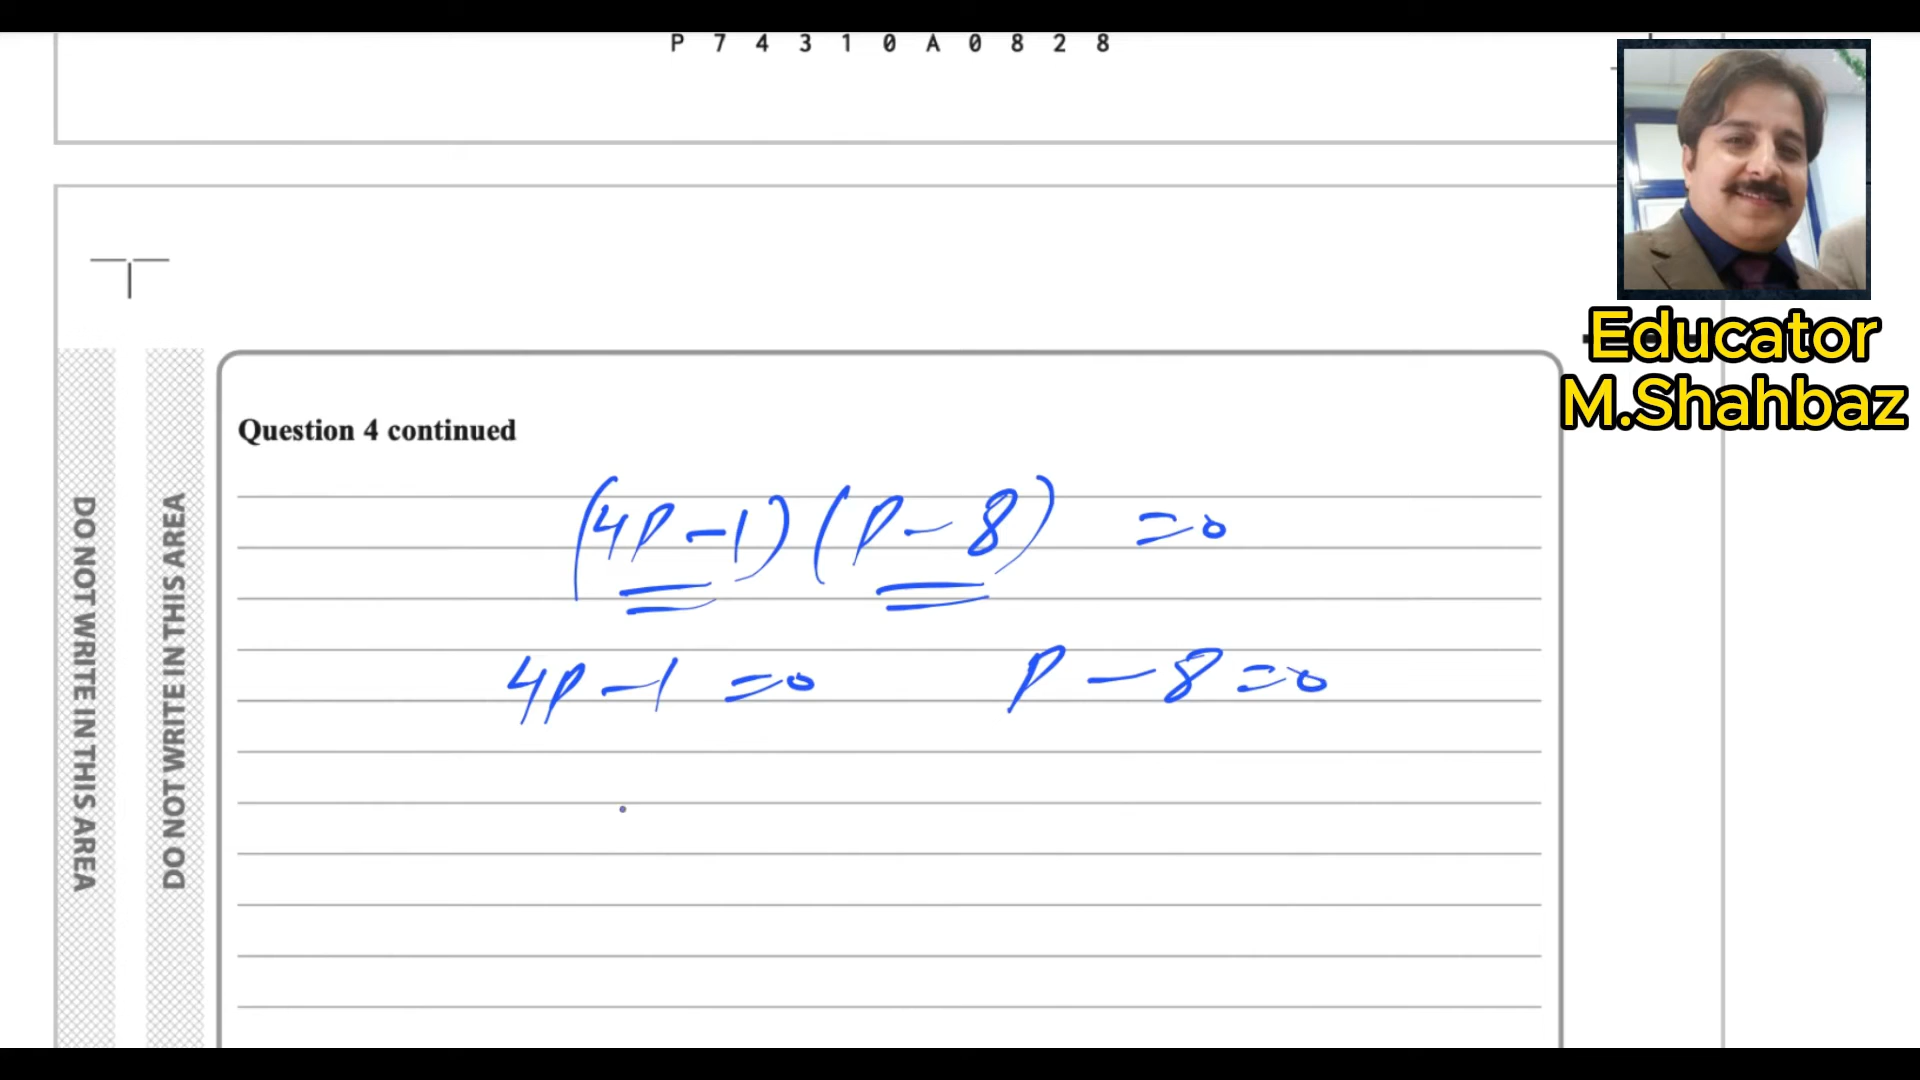 P 7 4 3 1 0 A 0 8 2 8
Educator
M.Shahbaz
DO NOT WRITE IN THIS AREA
DO NOT WRITE IN THIS AREA
Question 4 continued
(4P-1)(P-8) =0
4P-1 =0 P-8=0